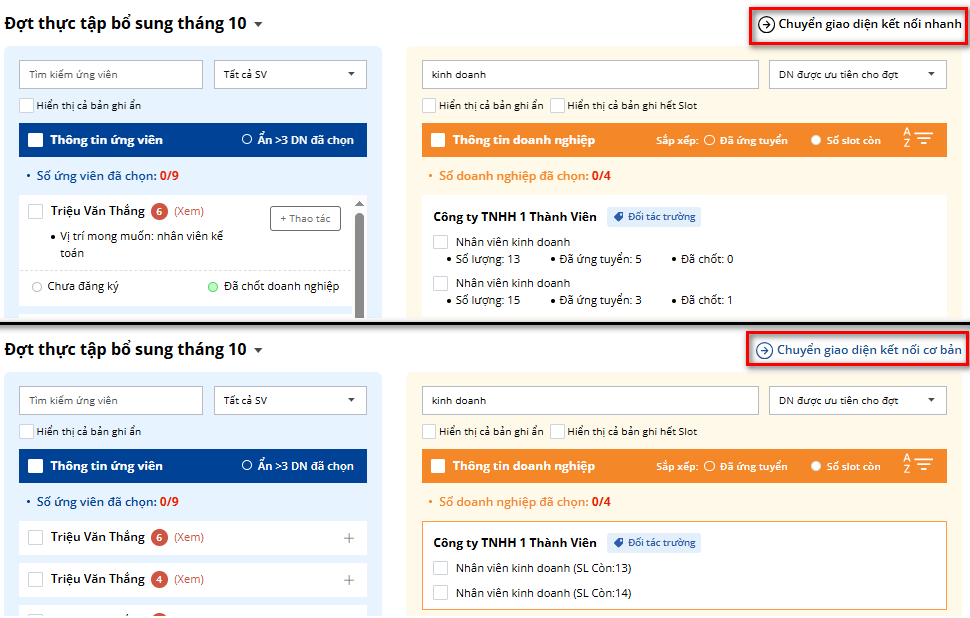 Đợt thực tập bổ sung tháng 10
Chuyển giao diện kết nối nhanh
Tìm kiếm ứng viên
Tất cả SV
kinh doanh
DN được ưu tiên cho đợt
Hiển thị cả bản ghi ẩn
Hiển thị cả bản ghi ẩn
Hiển thị cả bản ghi hết Slot
Thông tin ứng viên
Ẩn >3 DN đã chọn
Thông tin doanh nghiệp
Sắp xếp:
Đã ứng tuyển
Số slot còn
A
Z
• Số ứng viên đã chọn: 0/9
• Số doanh nghiệp đã chọn: 0/4
Triệu Văn Thắng 6 (Xem)
+ Thao tác
• Vị trí mong muốn: nhân viên kế
toán
Chưa đăng ký
Đã chốt doanh nghiệp
Công ty TNHH 1 Thành Viên
Đối tác trường
Nhân viên kinh doanh
• Số lượng: 13 • Đã ứng tuyển: 5 • Đã chốt: 0
Nhân viên kinh doanh
• Số lượng: 15 • Đã ứng tuyển: 3 • Đã chốt: 1
Đợt thực tập bổ sung tháng 10
Chuyển giao diện kết nối cơ bản
Tìm kiếm ứng viên
Tất cả SV
kinh doanh
DN được ưu tiên cho đợt
Hiển thị cả bản ghi ẩn
Hiển thị cả bản ghi ẩn
Hiển thị cả bản ghi hết Slot
Thông tin ứng viên
Ẩn >3 DN đã chọn
Thông tin doanh nghiệp
Sắp xếp:
Đã ứng tuyển
Số slot còn
A
Z
• Số ứng viên đã chọn: 0/9
• Số doanh nghiệp đã chọn: 0/4
Triệu Văn Thắng 6 (Xem)
Triệu Văn Thắng 4 (Xem)
Công ty TNHH 1 Thành Viên
Đối tác trường
Nhân viên kinh doanh (SL Còn:13)
Nhân viên kinh doanh (SL Còn:14)